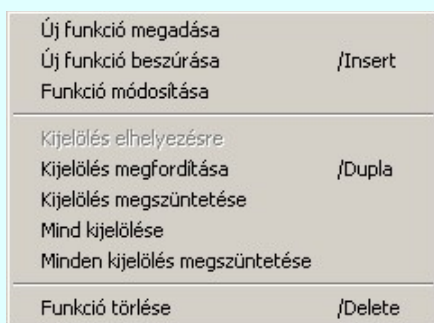 Új funkció megadása
Új funkció beszúrása /Insert
Funkció módosítása
Kijelölés elhelyezésre
Kijelölés megfordítása /Dupla
Kijelölés megszüntetése
Mind kijelölése
Minden kijelölés megszüntetése
Funkció törlése /Delete